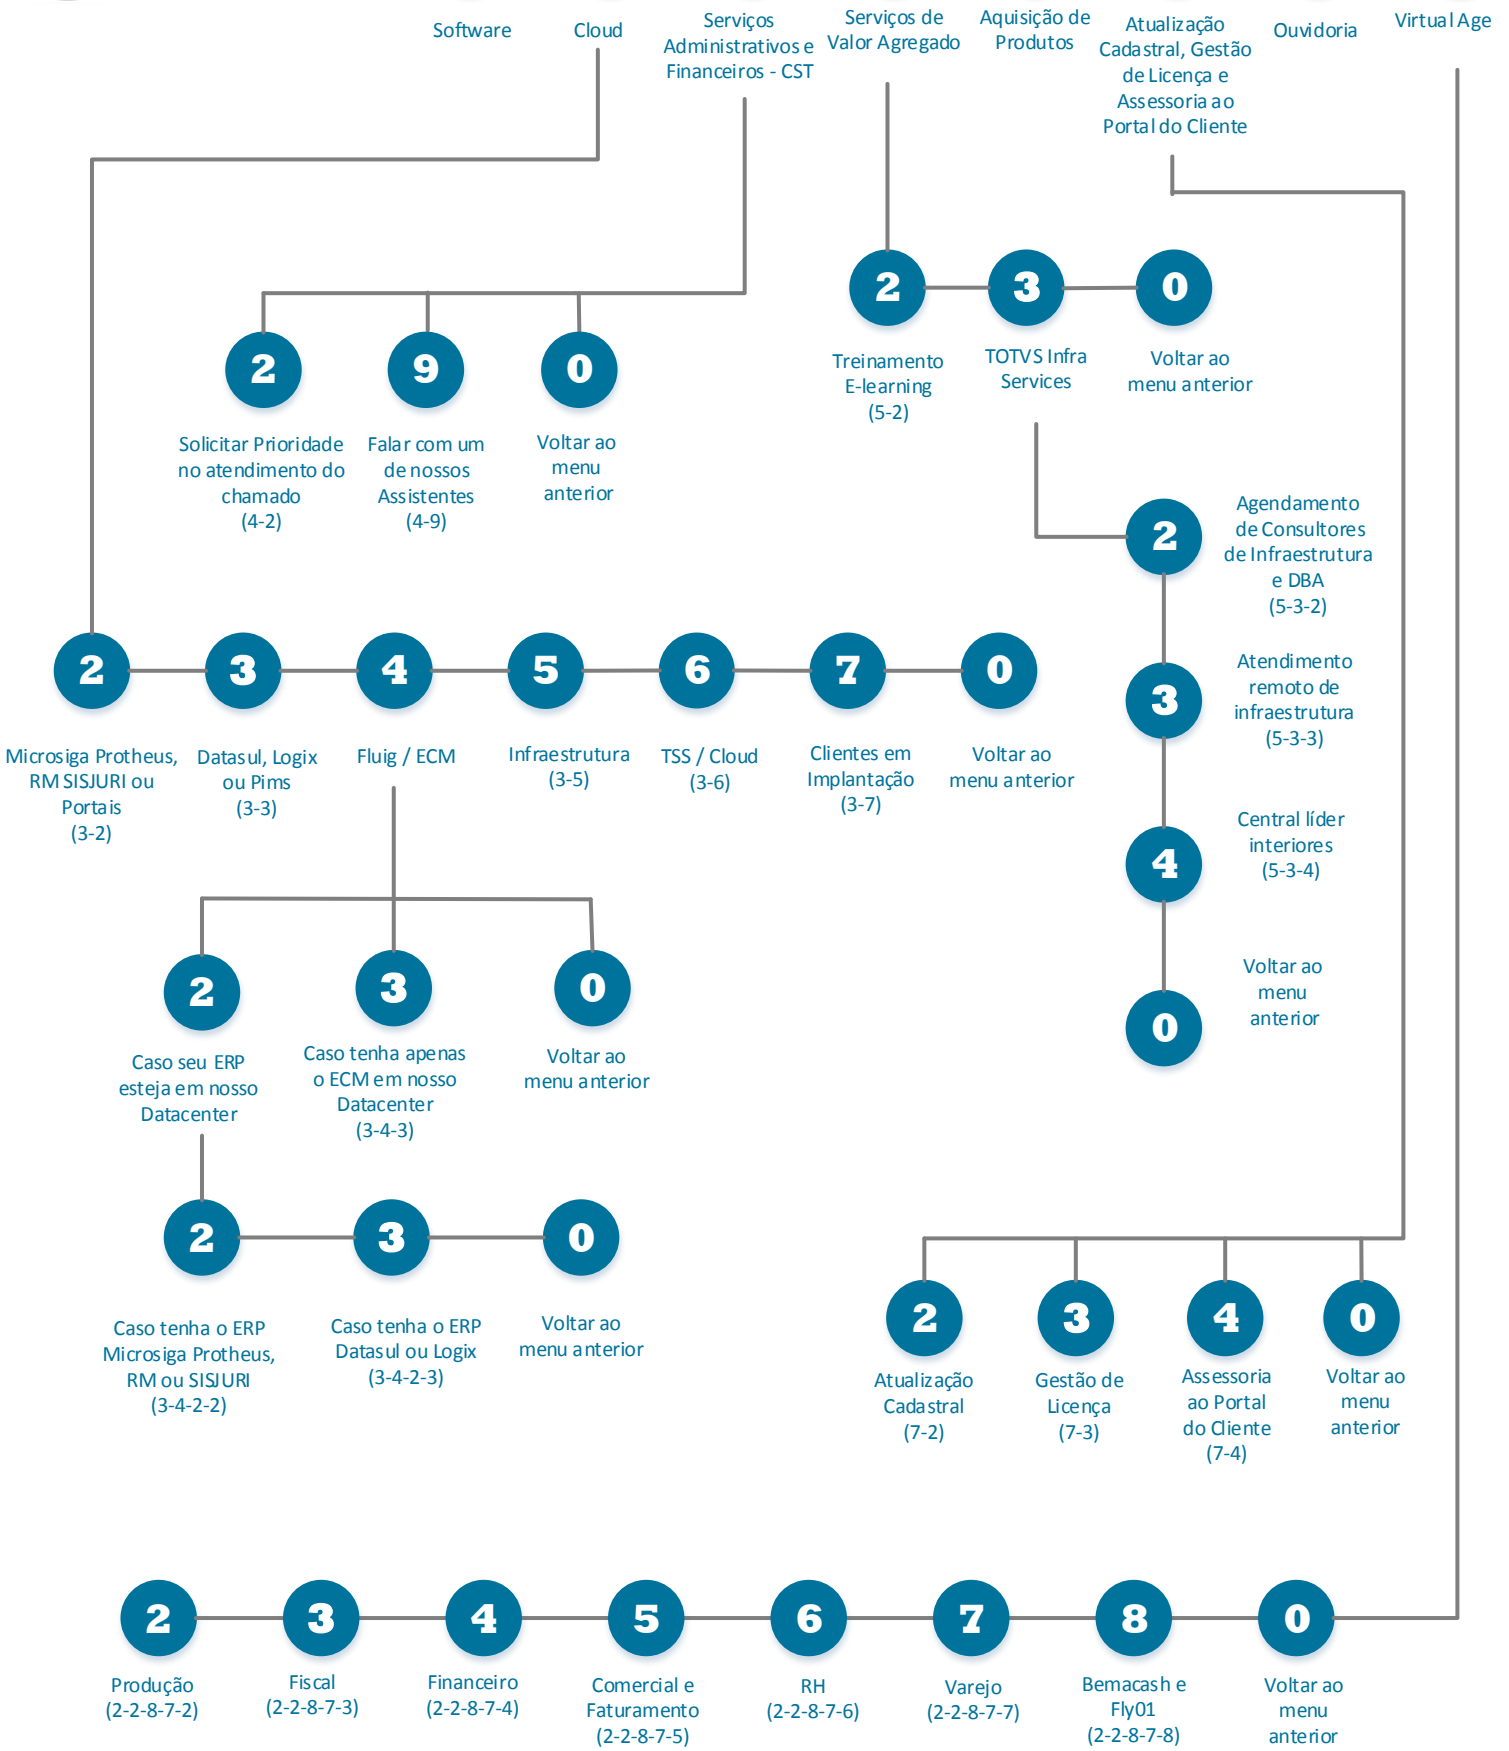 Software
Cloud
Serviços
Administrativos e
Financeiros - CST
Serviços de
Valor Agregado
Aquisição de
Produtos
Atualização
Cadastral, Gestão
de Licença e
Assessoria ao
Portal do Cliente
Ouvidoria
Virtual Age
2
3
0
Treinamento
E-learning
(5-2)
TOTVS Infra
Services
Voltar ao
menu anterior
2
9
0
Solicitar Prioridade
no atendimento do
chamado
(4-2)
Falar com um
de nossos
Assistentes
(4-9)
Voltar ao
menu
anterior
2
Agendamento
de Consultores
de Infraestrutura
e DBA
(5-3-2)
3
Atendimento
remoto de
infraestrutura
(5-3-3)
4
Central líder
interiores
(5-3-4)
0
Voltar ao
menu
anterior
2
3
4
5
6
7
0
Microsiga Protheus,
RM SISJURI ou
Portais
(3-2)
Datasul, Logix
ou Pims
(3-3)
Fluig / ECM
Infraestrutura
(3-5)
TSS / Cloud
(3-6)
Clientes em
Implantação
(3-7)
Voltar ao
menu anterior
2
3
0
Caso seu ERP
esteja em nosso
Datacenter
Caso tenha apenas
o ECM em nosso
Datacenter
(3-4-3)
Voltar ao
menu anterior
2
3
0
Caso tenha o ERP
Microsiga Protheus,
RM ou SISJURI
(3-4-2-2)
Caso tenha o ERP
Datasul ou Logix
(3-4-2-3)
Voltar ao
menu anterior
2
3
4
0
Atualização
Cadastral
(7-2)
Gestão de
Licença
(7-3)
Assessoria
ao Portal
do Cliente
(7-4)
Voltar ao
menu
anterior
2
3
4
5
6
7
8
0
Produção
(2-2-8-7-2)
Fiscal
(2-2-8-7-3)
Financeiro
(2-2-8-7-4)
Comercial e
Faturamento
(2-2-8-7-5)
RH
(2-2-8-7-6)
Varejo
(2-2-8-7-7)
Bemacash e
Fly01
(2-2-8-7-8)
Voltar ao
menu
anterior